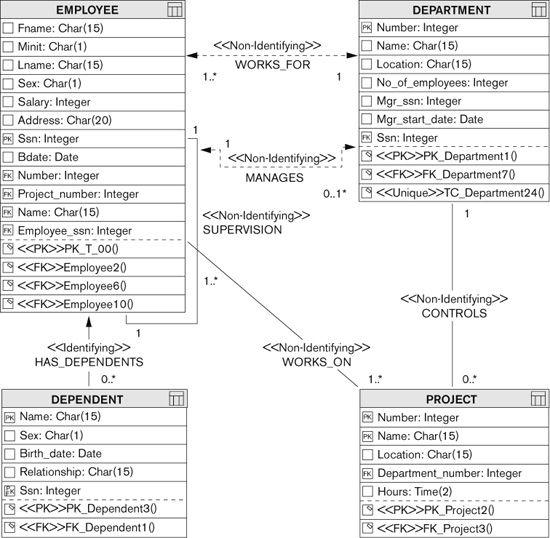 EMPLOYEE
Fname: Char(15)
Minit: Char(1)
Lname: Char(15)
Sex: Char(1)
Salary: Integer
Address: Char(20)
PK Ssn: Integer
Bdate: Date
FK Number: Integer
FK Project_number: Integer
FK Name: Char(15)
FK Employee_ssn: Integer
<<PK>>PK_T_00()
<<FK>>Employee2()
<<FK>>Employee6()
<<FK>>Employee10()
<<Non-Identifying>>
WORKS_FOR
1..*
1
1
1
<<Non-Identifying>>
MANAGES
0..1*
<<Non-Identifying>>
SUPERVISION
1
DEPARTMENT
PK Number: Integer
Name: Char(15)
Location: Char(15)
No_of_employees: Integer
Mgr_ssn: Integer
Mgr_start_date: Date
FK Ssn: Integer
<<PK>>PK_Department1()
<<FK>>FK_Department7()
<<Unique>>TC_Department24()
1
<<Non-Identifying>>
CONTROLS
0..*
1..*
<<Non-Identifying>>
WORKS_ON
1..*
<<Identifying>>
HAS_DEPENDENTS
0..*
DEPENDENT
PK Name: Char(15)
Sex: Char(1)
Birth_date: Date
Relationship: Char(15)
PFK Ssn: Integer
<<PK>>PK_Dependent3()
<<FK>>FK_Dependent1()
PROJECT
PK Number: Integer
PK Name: Char(15)
Location: Char(15)
FK Department_number: Integer
Hours: Time(2)
<<PK>>PK_Project2()
<<FK>>FK_Project3()